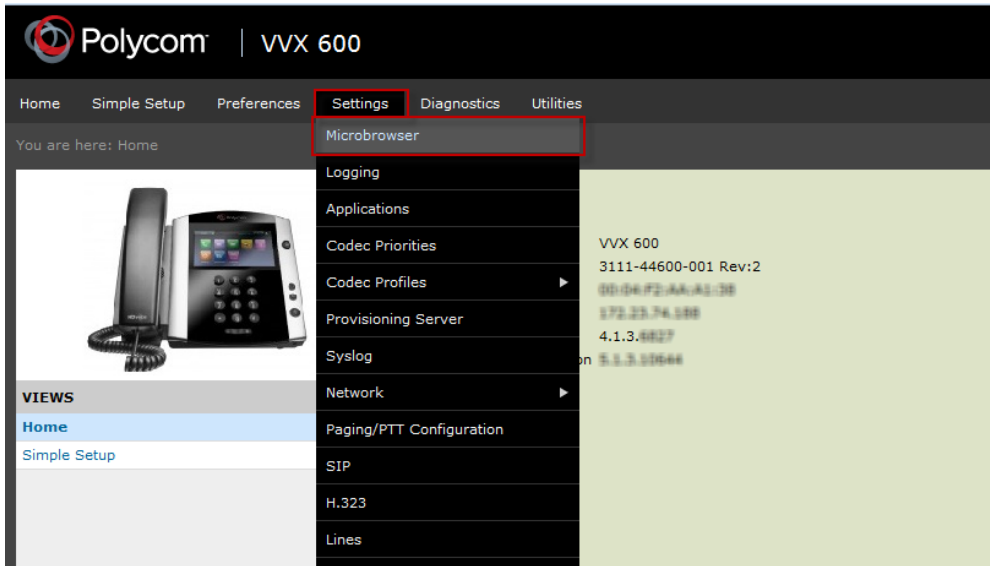 Polycom | VVX 600
Home Simple Setup Preferences Settings Diagnostics Utilities
You are here: Home
Microbrowser
Logging
Applications
Codec Priorities
Codec Profiles
Provisioning Server
Syslog
Network
Paging/PTT Configuration
SIP
H.323
Lines
VVX 600
3111-44600-001 Rev:2
4.1.3.
on
VIEWS
Home
Simple Setup